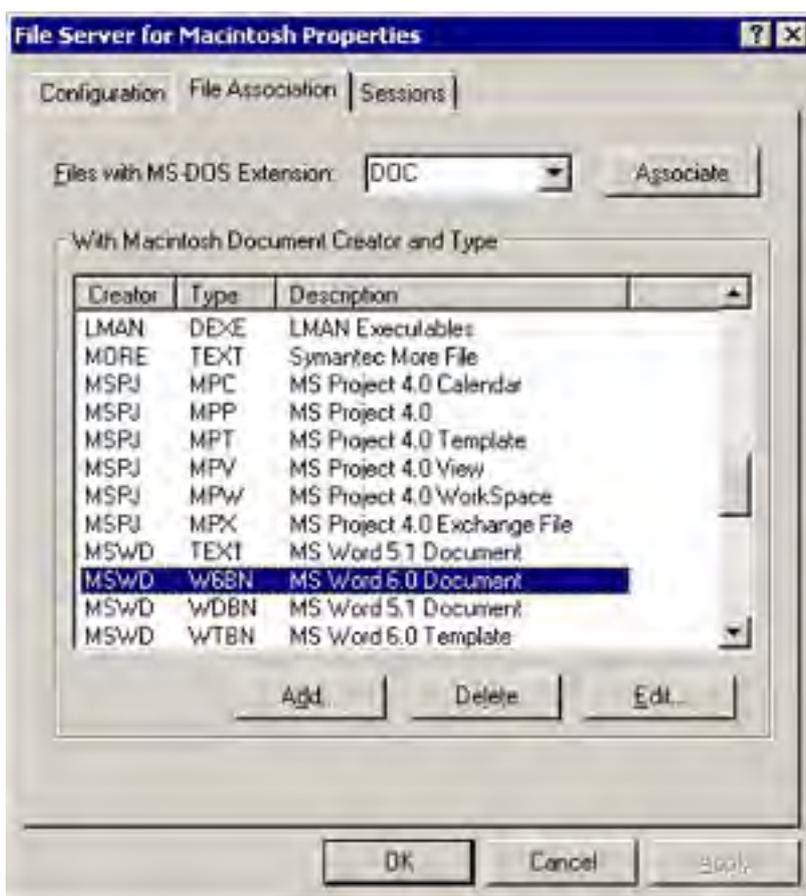 File Server for Macintosh Properties
Configuration File Association Sessions
Files with MS-DOS Extension: DOC Associate
With Macintosh Document Creator and Type
Creator Type Description
LMAN DEXE LMAN Executables
MORE TEXT Symantec More File
MSPJ MPC MS Project 4.0 Calendar
MSPJ MPP MS Project 4.0
MSPJ MPT MS Project 4.0 Template
MSPJ MPV MS Project 4.0 View
MSPJ MPW MS Project 4.0 WorkSpace
MSPJ MPX MS Project 4.0 Exchange File
MSWD TEXT MS Word 5.1 Document
MSWD W6BN MS Word 6.0 Document
MSWD WDBN MS Word 5.1 Document
MSWD WTBN MS Word 6.0 Template
Add... Delete Edit...
OK Cancel Apply